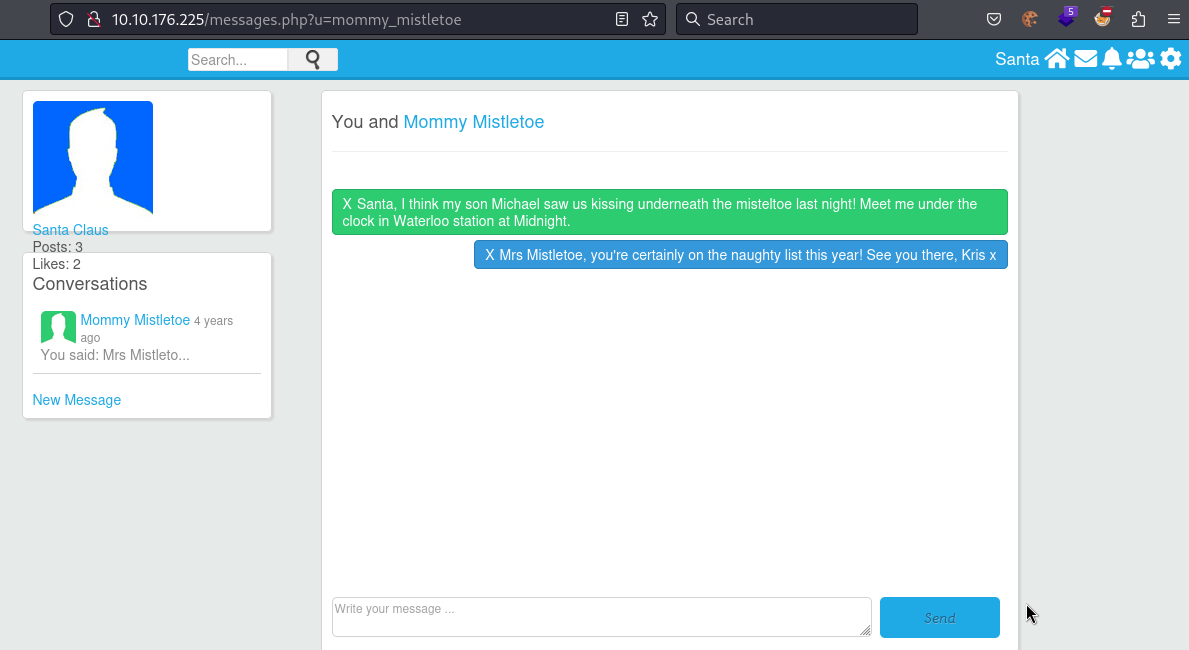 10.10.176.225/messages.php?u=mommy_mistletoe
Search
5
Search...
Santa
Santa Claus
Posts: 3
Likes: 2
Conversations
Mommy Mistletoe 4 years
ago
You said: Mrs Mistleto...
New Message
You and Mommy Mistletoe
X Santa, I think my son Michael saw us kissing underneath the misteltoe last night! Meet me under the
clock in Waterloo station at Midnight.
X Mrs Mistletoe, you're certainly on the naughty list this year! See you there, Kris x
Write your message ...
Send